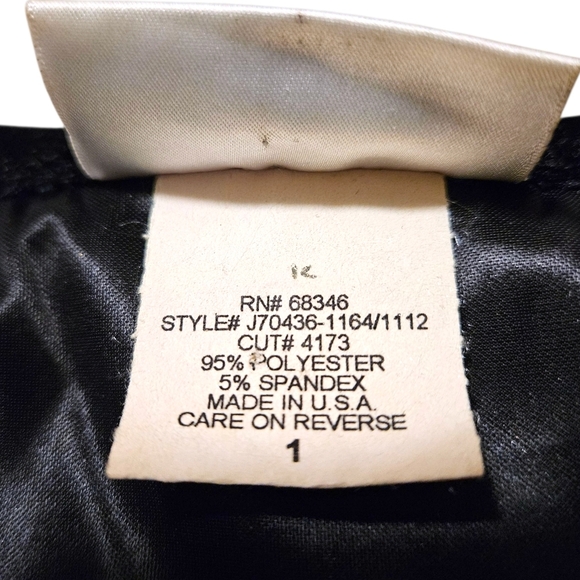 RN# 68346
STYLE# J70436-1164/1112
CUT# 4173
95% POLYESTER
5% SPANDEX
MADE IN U.S.A.
CARE ON REVERSE
1